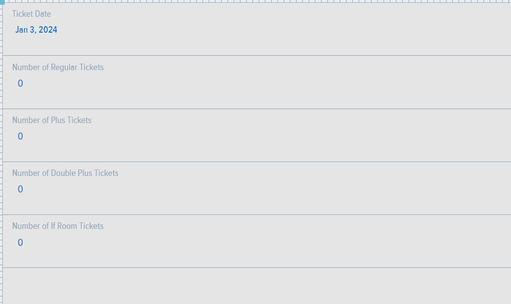 Ticket Date
Jan 3, 2024
Number of Regular Tickets
0
Number of Plus Tickets
0
Number of Double Plus Tickets
0
Number of If Room Tickets
0